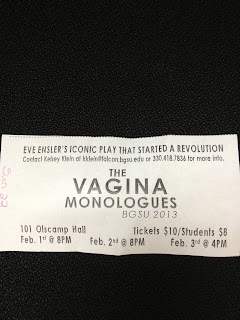 EVE ENSLER'S ICONIC PLAY THAT STARTED A REVOLUTION
Contact Kelsey Klein at kklein@falcon.bgsu.edu or 330.418.7836 for more info.
THE
VAGINA
MONOLOGUES
BGSU 2013
101 Olscamp Hall Tickets $10/Students $8
Feb. 1st @ 8PM Feb. 2nd @ 8PM Feb. 3rd @ 4PM